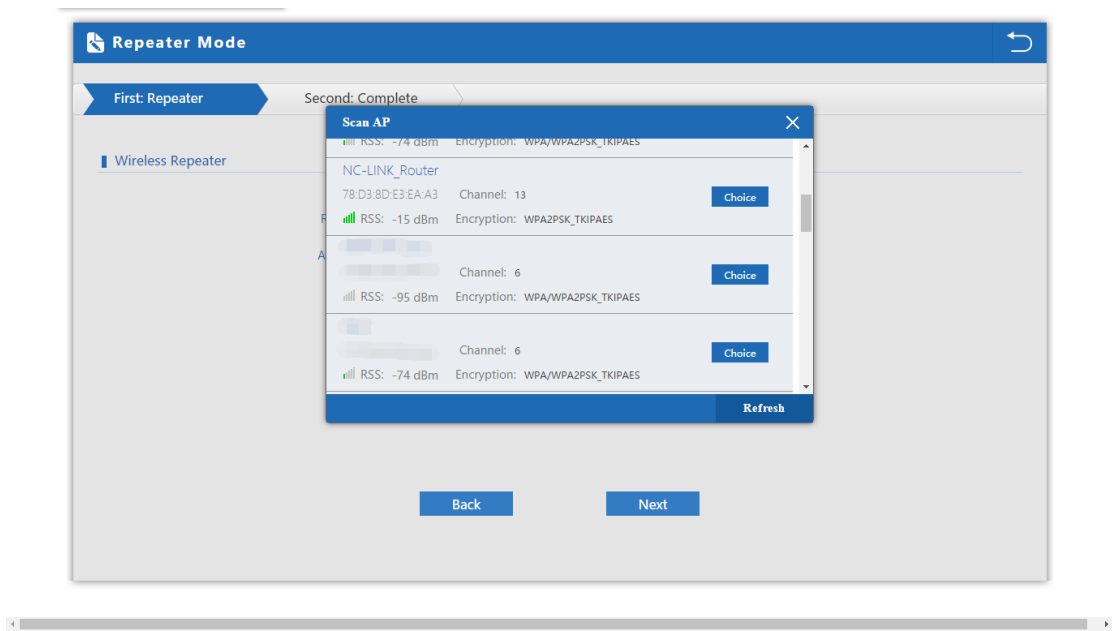 Repeater Mode
First: Repeater
Second: Complete
Wireless Repeater
Scan AP
RSS: -74 dBm Encryption: WPA/WPA2PSK_TKIPAES
NC-LINK_Router
78:D3:8D:E3:EA:A3 Channel: 13
Choice
RSS: -15 dBm Encryption: WPA2PSK_TKIPAES
Channel: 6
Choice
RSS: -95 dBm Encryption: WPA/WPA2PSK_TKIPAES
Channel: 6
Choice
RSS: -74 dBm Encryption: WPA/WPA2PSK_TKIPAES
Refresh
Back
Next